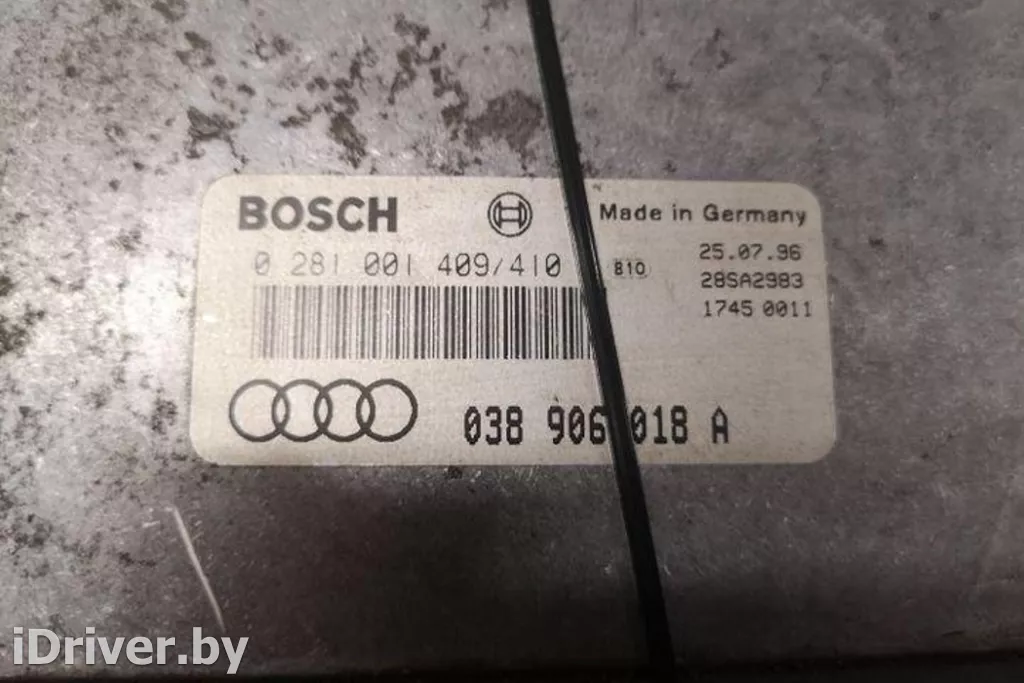 BOSCH
Made in Germany
0 281 001 409/410
810
25.07.96
28SA2983
1745 0011
038 906 018 A
iDriver.by